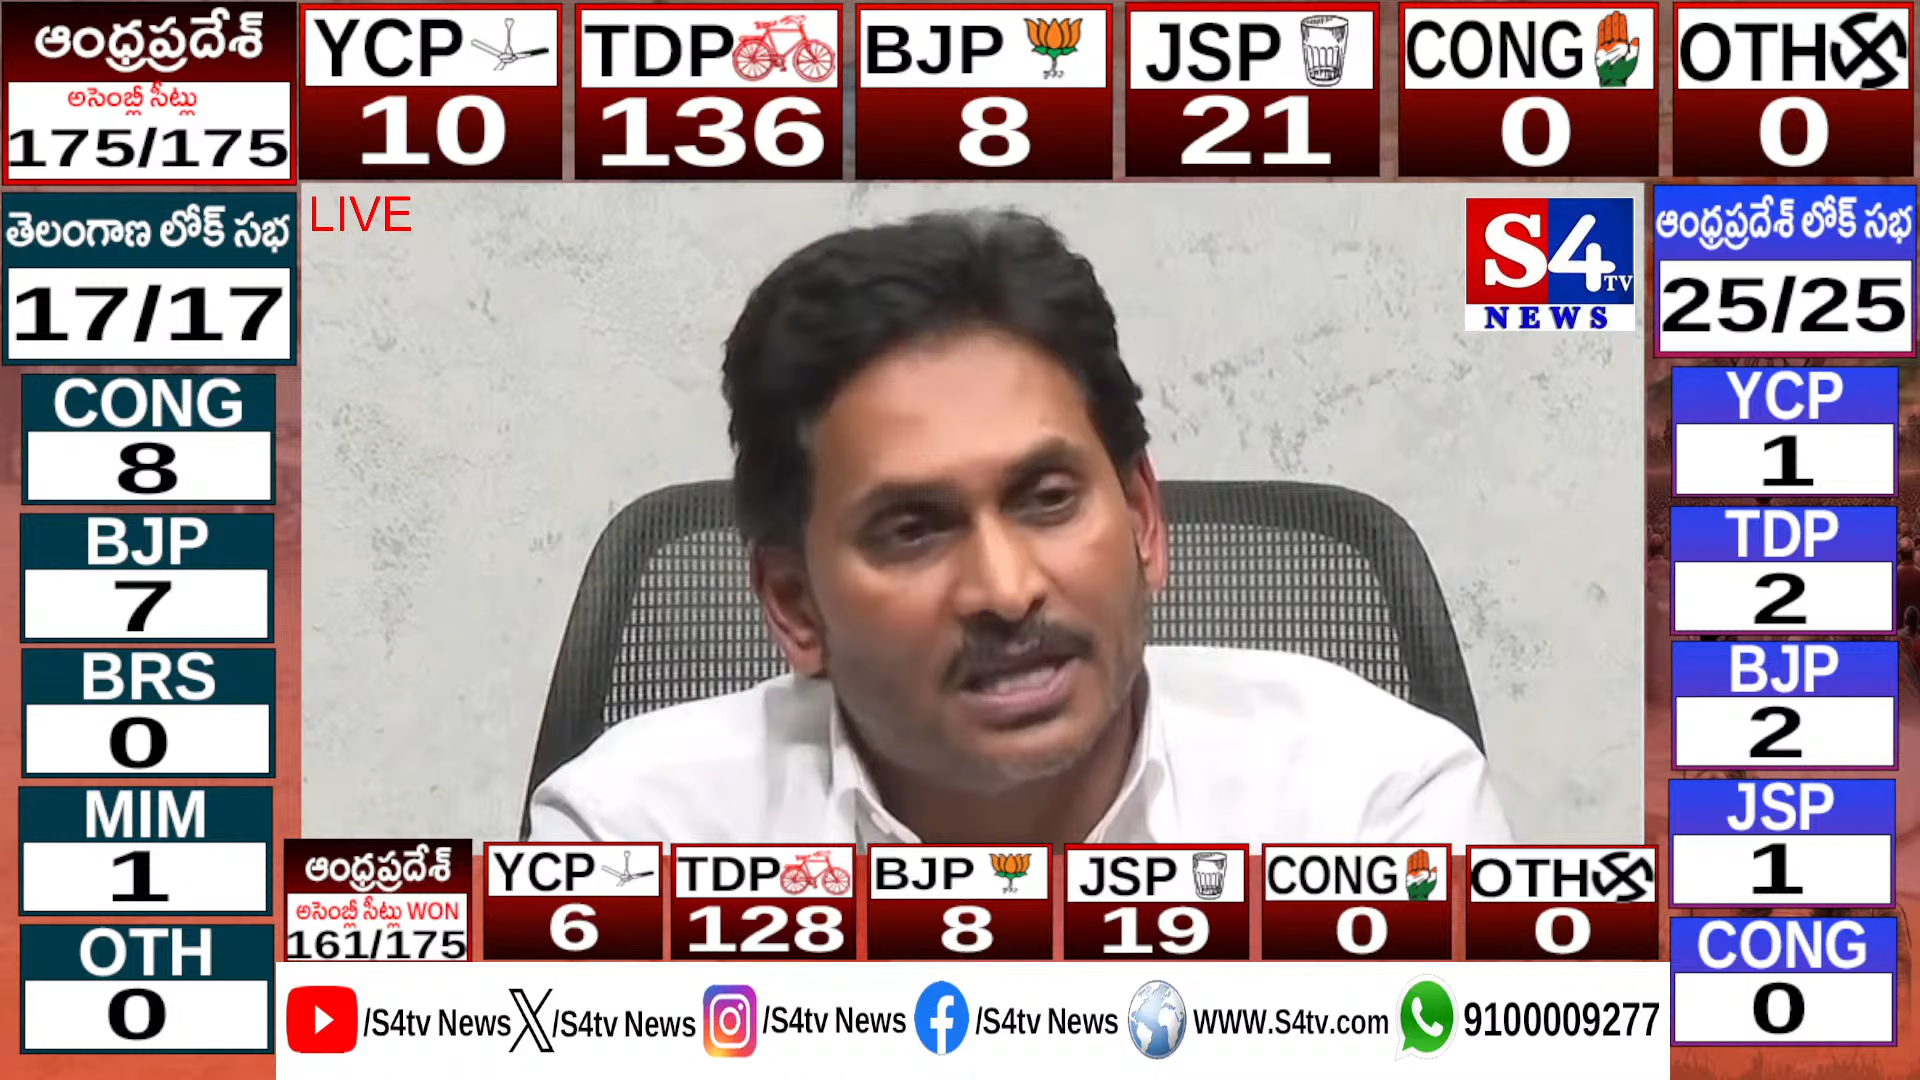 ఆంధ్రప్రదేశ్
అసెంబ్లీ సీట్లు
175/175
YCP
10
TDP
136
BJP
8
JSP
21
CONG
0
OTH
0
తెలంగాణ లోక్ సభ
17/17
CONG
8
BJP
7
BRS
0
MIM
1
OTH
0
LIVE
S4 TV
NEWS
ఆంధ్రప్రదేశ్ లోక్ సభ
25/25
YCP
1
TDP
2
BJP
2
JSP
1
CONG
0
ఆంధ్రప్రదేశ్
అసెంబ్లీ సీట్లు WON
161/175
YCP
6
TDP
128
BJP
8
JSP
19
CONG
0
OTH
0
/S4tv News /S4tv News /S4tv News /S4tv News www.S4tv.com 9100009277